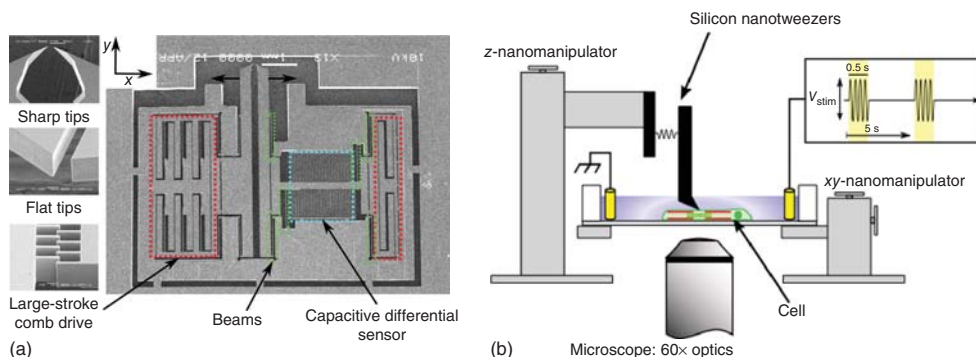 y
x
Sharp tips
Flat tips
Large-stroke
comb drive
Beams
Capacitive differential
sensor
(a)
Silicon nanotweezers
z-nanomanipulator
0.5 s
Vstim
5 s
xy-nanomanipulator
Cell
Microscope: 60× optics
(b)